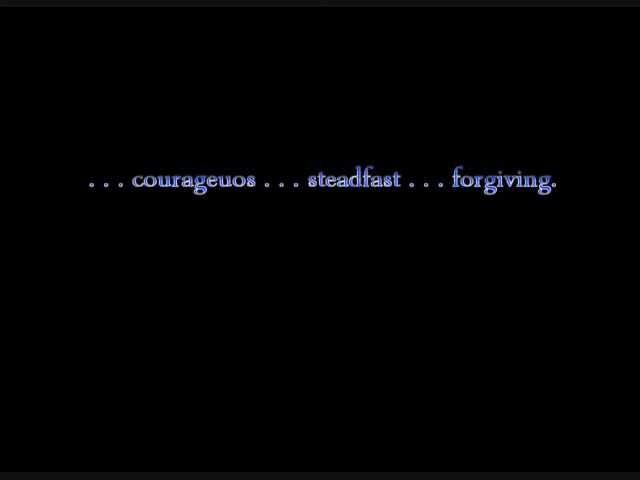 . . . courageuos . . . steadfast . . . forgiving.